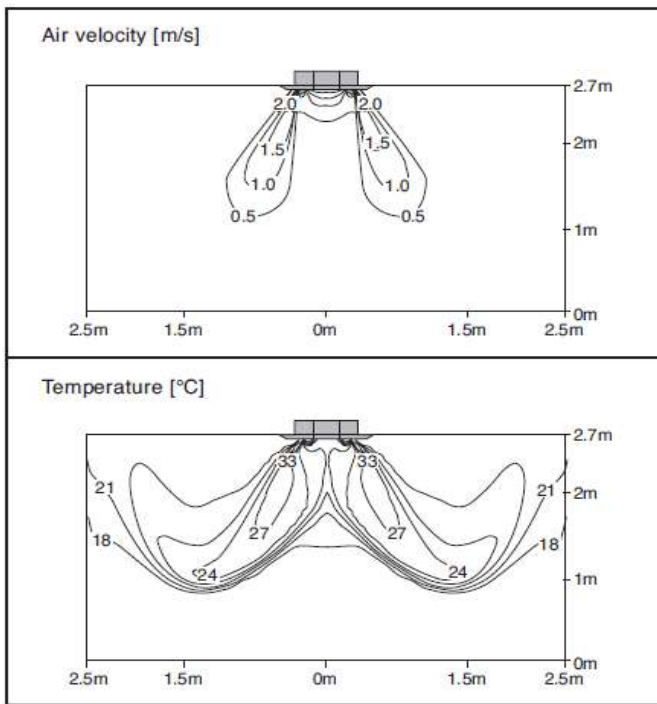 Air velocity [m/s]
2.7m
2.0 2.0
2m
1.5 1.5
1.0 1.0
0.5 0.5
1m
0m
2.5m 1.5m 0m 1.5m 2.5m
Temperature [°C]
2.7m
33 33
21 2m 21
27 27
18 18
24 24
1m
0m
2.5m 1.5m 0m 1.5m 2.5m